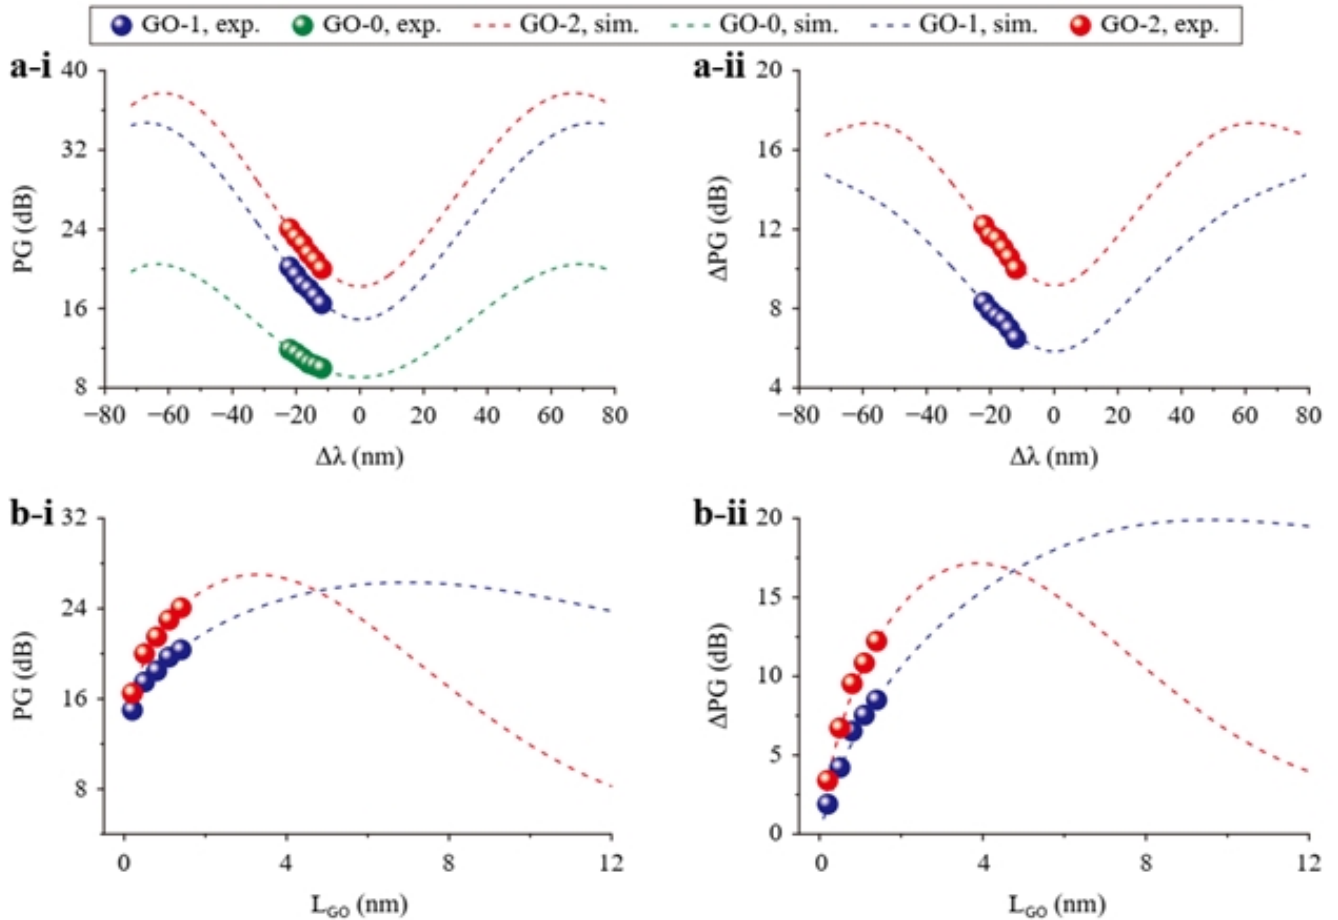 GO-1, exp. GO-0, exp. GO-2, sim. GO-0, sim. GO-1, sim. GO-2, exp.
a-i
40
32
24
16
8
PG (dB)
−80 −60 −40 −20 0 20 40 60 80
Δλ (nm)
a-ii
20
16
12
8
4
ΔPG (dB)
−80 −60 −40 −20 0 20 40 60 80
Δλ (nm)
b-i
32
24
16
8
PG (dB)
0 4 8 12
L_GO (nm)
b-ii
20
15
10
5
0
ΔPG (dB)
0 4 8 12
L_GO (nm)